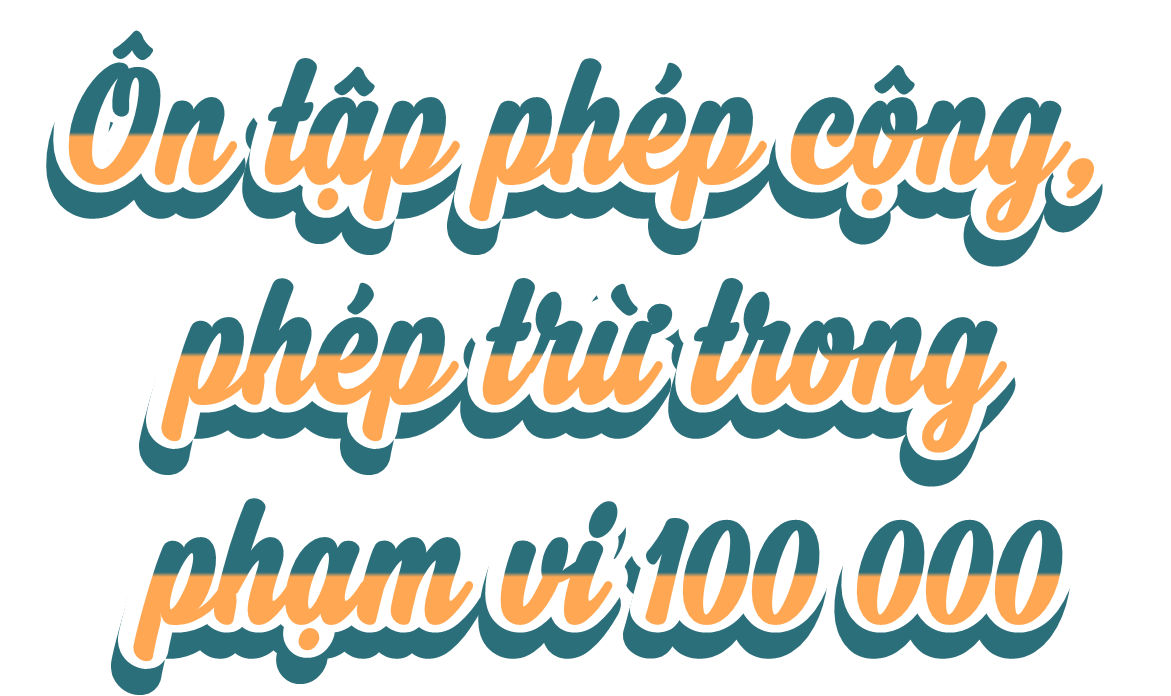 Ôn tập phép cộng,
phép trừ trong
phạm vi 100 000